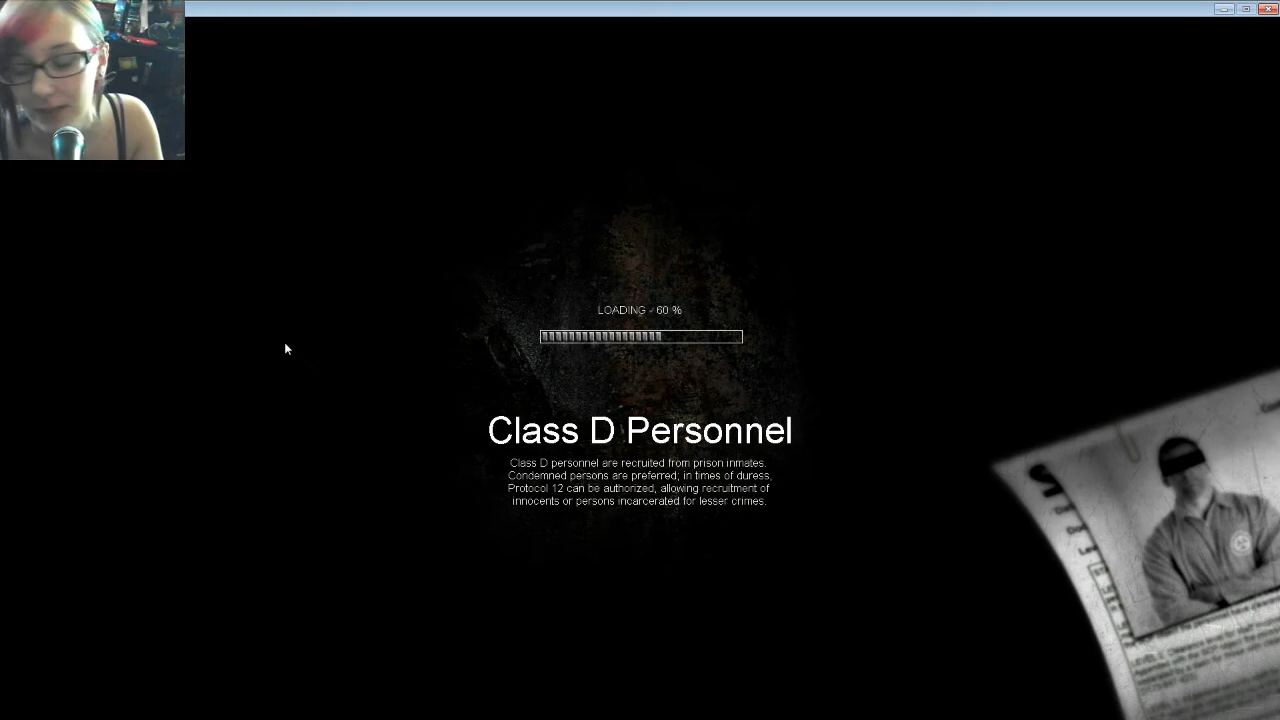 LOADING - 60 %
Class D Personnel
Class D personnel are recruited from prison inmates.
Condemned persons are preferred; in times of duress,
Protocol 12 can be authorized, allowing recruitment of
innocents or persons incarcerated for lesser crimes.